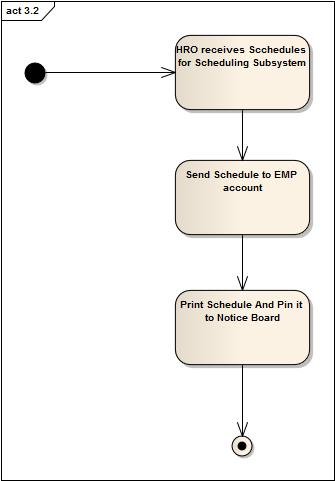 act 3.2
HRO receives Scchedules
for Scheduling Subsystem
Send Schedule to EMP
account
Print Schedule And Pin it
to Notice Board